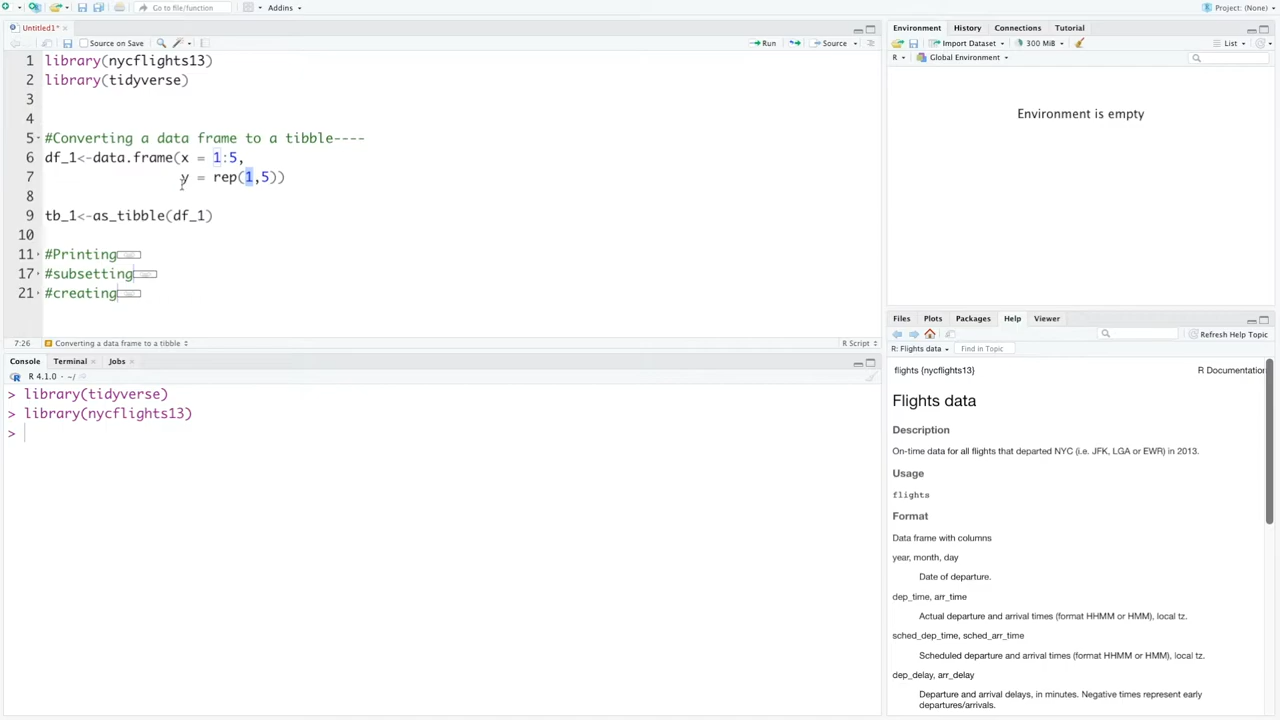 Go to file/function
Addins
Project: (None)
Untitled1*
Source on Save
Run
Source
1 library(nycflights13)
2 library(tidyverse)
3
4
5 #Converting a data frame to a tibble----
6 df_1<-data.frame(x = 1:5,
7 y = rep(1,5))
8
9 tb_1<-as_tibble(df_1)
10
11 #Printing
17 #subsetting
21 #creating
7:26
Converting a data frame to a tibble
R Script
Console
Terminal
Jobs
R 4.1.0 · ~/
> library(tidyverse)
> library(nycflights13)
>
Environment
History
Connections
Tutorial
Import Dataset
300 MiB
List
R
Global Environment
Environment is empty
Files
Plots
Packages
Help
Viewer
Refresh Help Topic
R: Flights data
Find in Topic
flights {nycflights13}
R Documentation
Flights data
Description
On-time data for all flights that departed NYC (i.e. JFK, LGA or EWR) in 2013.
Usage
flights
Format
Data frame with columns
year, month, day
Date of departure.
dep_time, arr_time
Actual departure and arrival times (format HHMM or HMM), local tz.
sched_dep_time, sched_arr_time
Scheduled departure and arrival times (format HHMM or HMM), local tz.
dep_delay, arr_delay
Departure and arrival delays, in minutes. Negative times represent early
departures/arrivals.